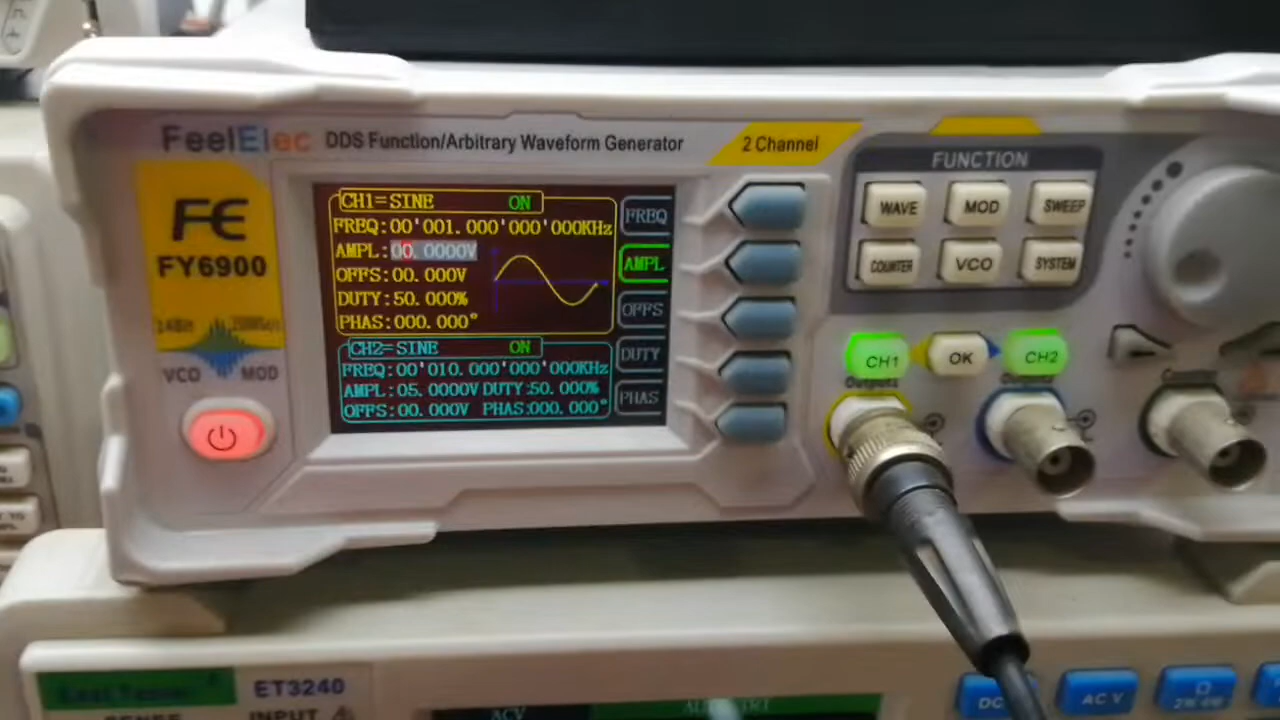 FeelElec DDS Function/Arbitrary Waveform Generator
2 Channel
FE
FY6900
VCO MOD
CH1=SINE ON
FREQ:00'001.000'000'000KHz
AMPL:00.0000V
OFFS:00.000V
DUTY:50.000%
PHAS:000.000°
CH2=SINE ON
FREQ:00'010.000'000'000KHz
AMPL:05.0000V DUTY:50.000%
OFFS:00.000V PHAS:000.000°
FREQ
AMPL
OFFS
DUTY
PHAS
FUNCTION
WAVE MOD SWEEP
COUNTER VCO SYSTEM
CH1 OK CH2
ET3240
INPUT
AC V